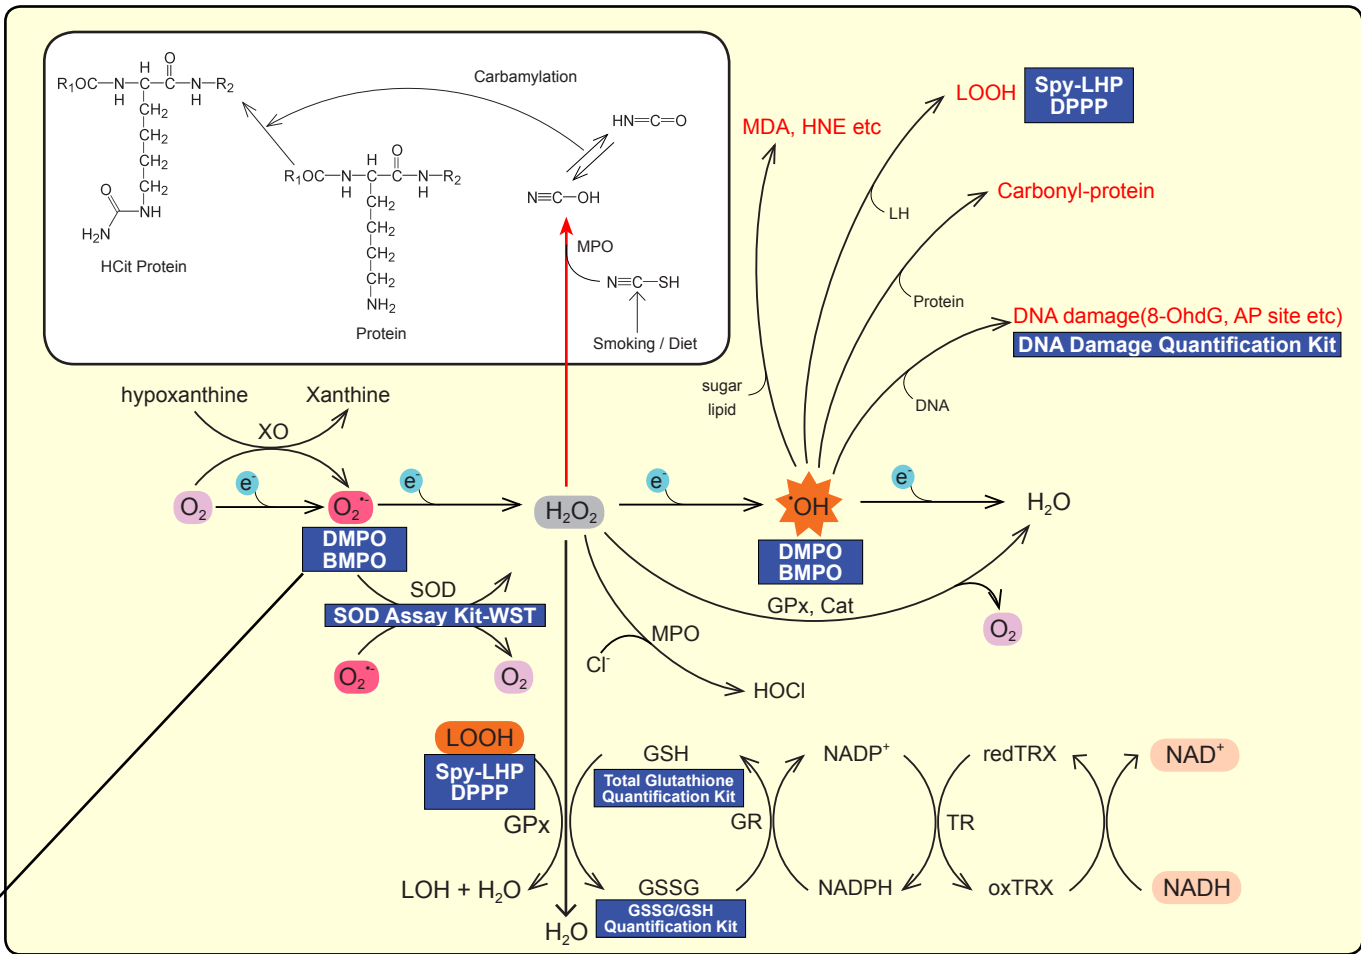 Carbamylation
R₁OC—N—C—C—N—R₂
H
H
O
H
CH₂
CH₂
CH₂
CH₂
NH
O
H₂N
HCit Protein
R₁OC—N—C—C—N—R₂
H
H
O
H
CH₂
CH₂
CH₂
CH₂
NH₂
Protein
HN=C=O
N≡C—OH
MPO
N≡C—SH
Smoking / Diet
MDA, HNE etc
LOOH
Spy-LHP
DPPP
LH
Carbonyl-protein
Protein
DNA damage(8-OhdG, AP site etc)
DNA Damage Quantification Kit
sugar
lipid
DNA
hypoxanthine
Xanthine
XO
O₂
e⁻
O₂•⁻
e⁻
H₂O₂
e⁻
•OH
e⁻
H₂O
DMPO
BMPO
DMPO
BMPO
SOD
SOD Assay Kit-WST
O₂•⁻
O₂
GPx, Cat
O₂
MPO
Cl⁻
HOCl
LOOH
Spy-LHP
DPPP
GPx
LOH + H₂O
H₂O
GSH
Total Glutathione
Quantification Kit
GSSG
GSSG/GSH
Quantification Kit
GR
NADP⁺
NADPH
TR
redTRX
oxTRX
NAD⁺
NADH